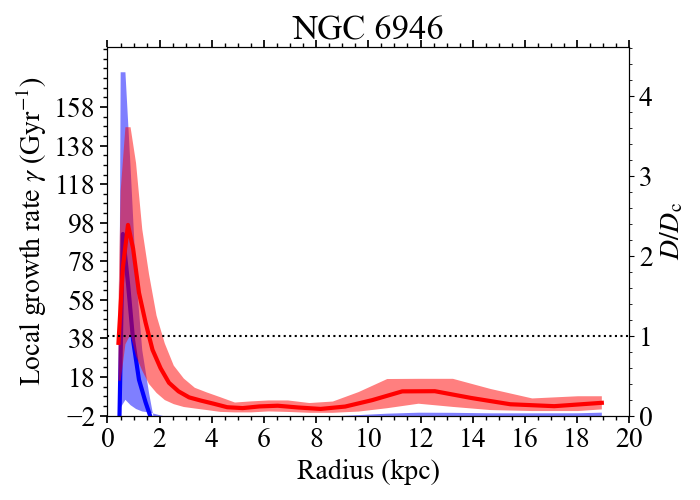 NGC 6946
Local growth rate γ (Gyr⁻¹)
158
138
118
98
78
58
38
18
−2
4
3
2
1
0
D/D_c
0 2 4 6 8 10 12 14 16 18 20
Radius (kpc)